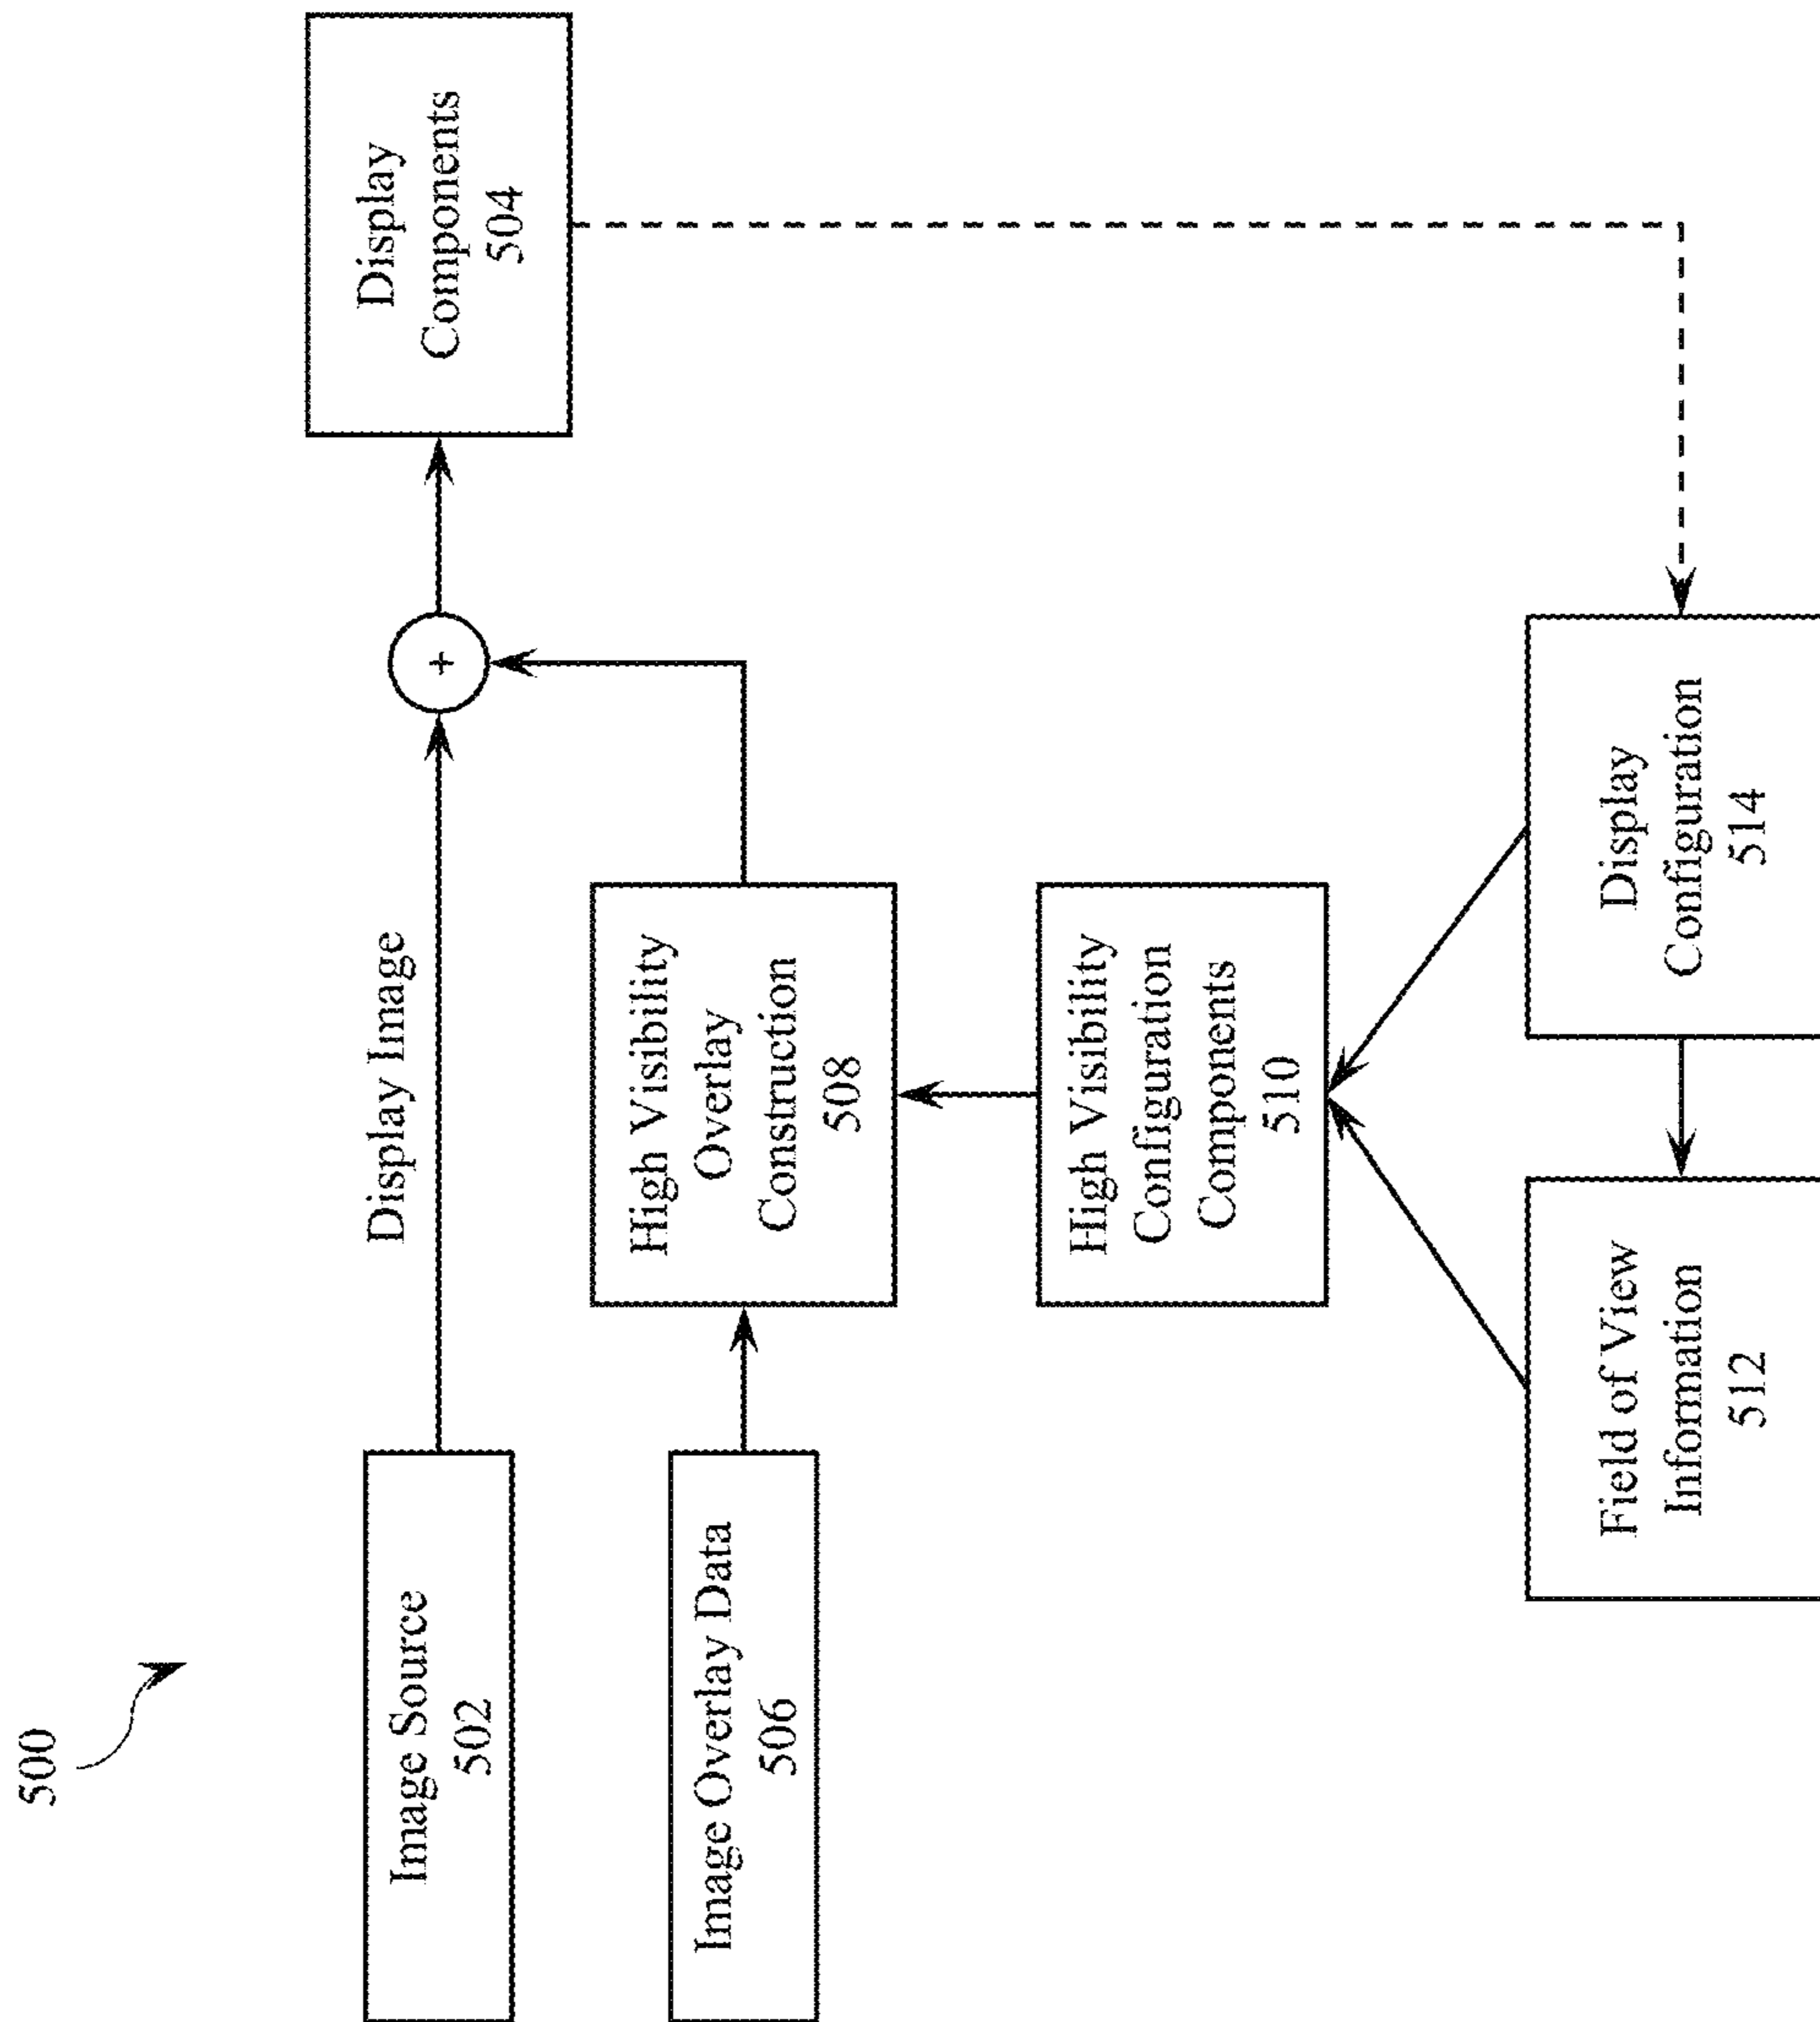 500
Image Source
502
Display Image
+
Display
Components
504
Image Overlay Data
506
High Visibility
Overlay
Construction
508
High Visibility
Configuration
Components
510
Field of View
Information
512
Display
Configuration
514